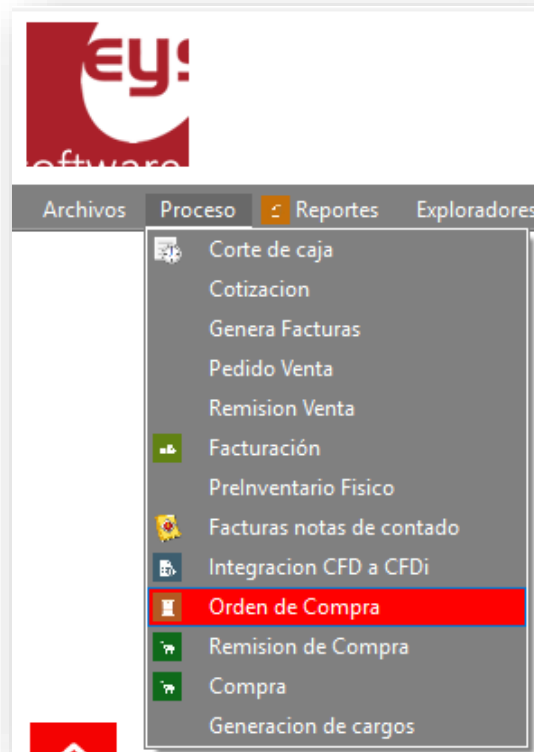 eys
software
Archivos Proceso Reportes Exploradores
Corte de caja
Cotizacion
Genera Facturas
Pedido Venta
Remision Venta
Facturación
PreInventario Fisico
Facturas notas de contado
Integracion CFD a CFDi
Orden de Compra
Remision de Compra
Compra
Generacion de cargos